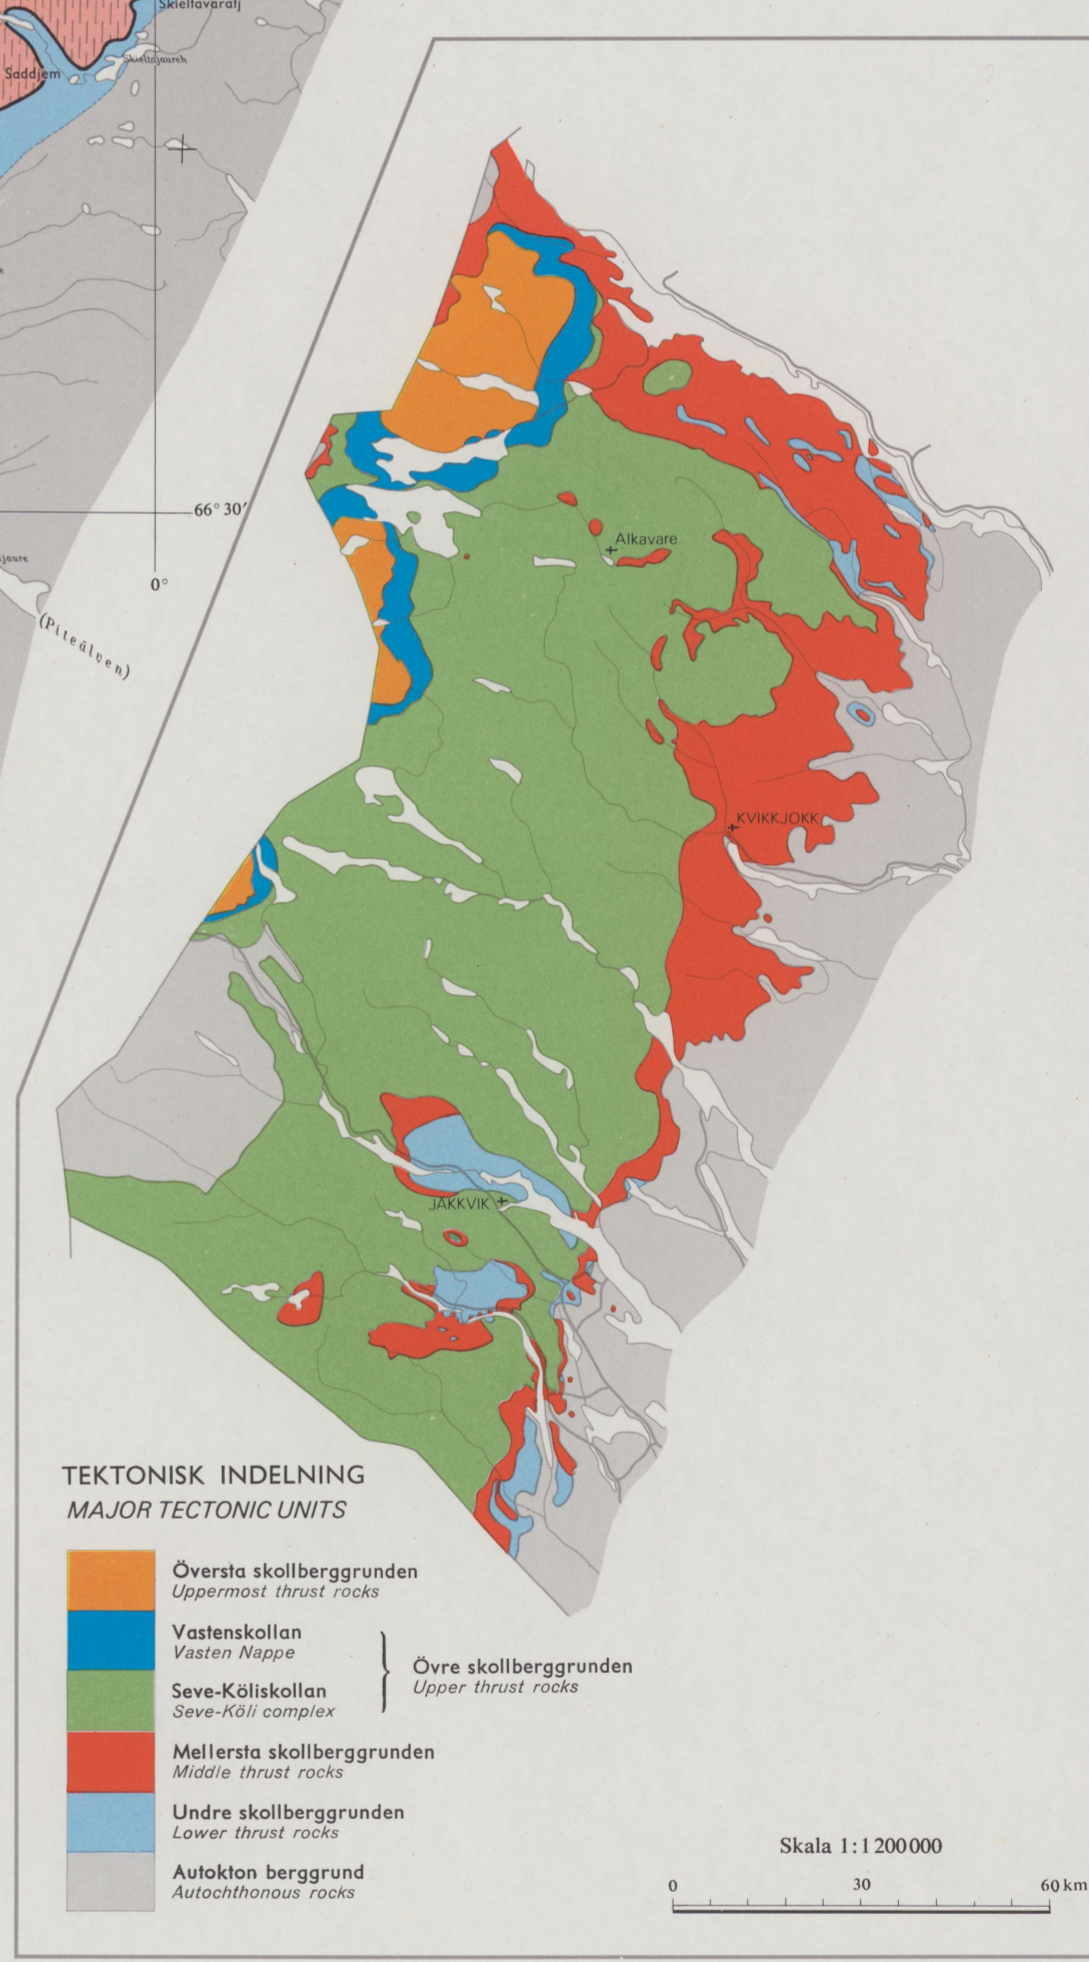 Skieltavaratj
Skieltajaureh
Saddjem
66° 30′
jaure
0°
(Piteälven)
Alkavare
KVIKKJOKK
JÄKKVIK
TEKTONISK INDELNING
MAJOR TECTONIC UNITS
Översta skollberggrunden
Uppermost thrust rocks
Vastenskollan
Vasten Nappe
Övre skollberggrunden
Upper thrust rocks
Seve-Köliskollan
Seve-Köli complex
Mellersta skollberggrunden
Middle thrust rocks
Undre skollberggrunden
Lower thrust rocks
Autokton berggrund
Autochthonous rocks
Skala 1:1 200 000
0 30 60 km